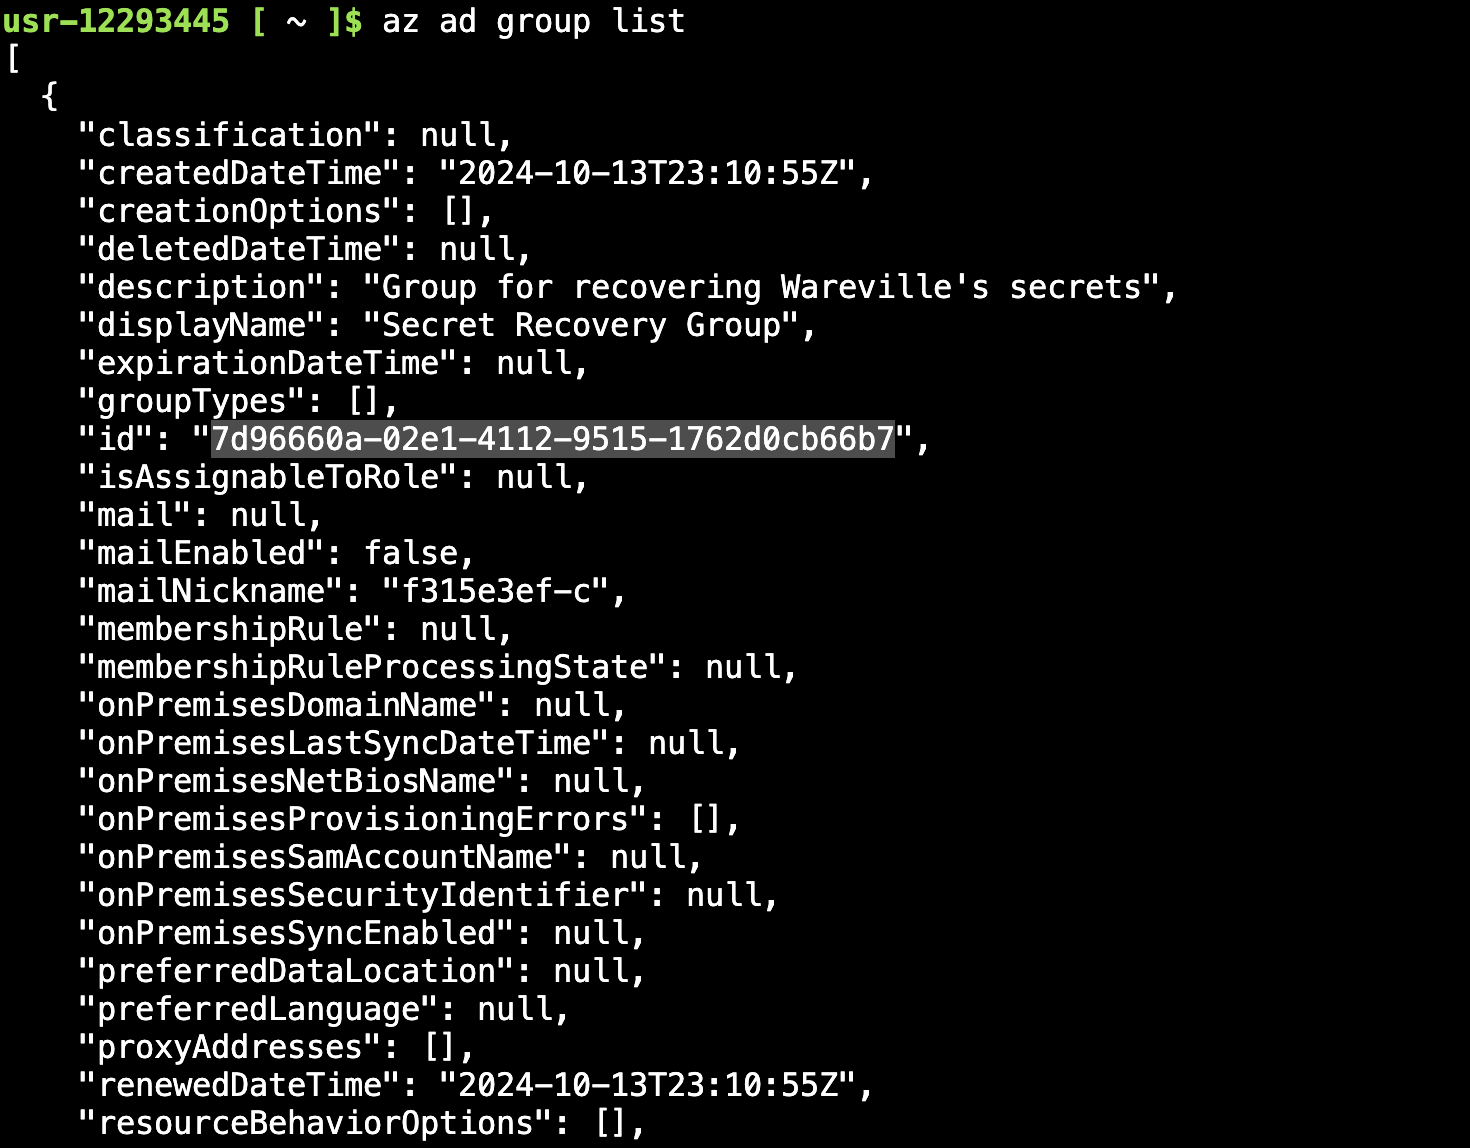 usr-12293445 [ ~ ]$ az ad group list
[
  {
    "classification": null,
    "createdDateTime": "2024-10-13T23:10:55Z",
    "creationOptions": [],
    "deletedDateTime": null,
    "description": "Group for recovering Wareville's secrets",
    "displayName": "Secret Recovery Group",
    "expirationDateTime": null,
    "groupTypes": [],
    "id": "7d96660a-02e1-4112-9515-1762d0cb66b7",
    "isAssignableToRole": null,
    "mail": null,
    "mailEnabled": false,
    "mailNickname": "f315e3ef-c",
    "membershipRule": null,
    "membershipRuleProcessingState": null,
    "onPremisesDomainName": null,
    "onPremisesLastSyncDateTime": null,
    "onPremisesNetBiosName": null,
    "onPremisesProvisioningErrors": [],
    "onPremisesSamAccountName": null,
    "onPremisesSecurityIdentifier": null,
    "onPremisesSyncEnabled": null,
    "preferredDataLocation": null,
    "preferredLanguage": null,
    "proxyAddresses": [],
    "renewedDateTime": "2024-10-13T23:10:55Z",
    "resourceBehaviorOptions": [],